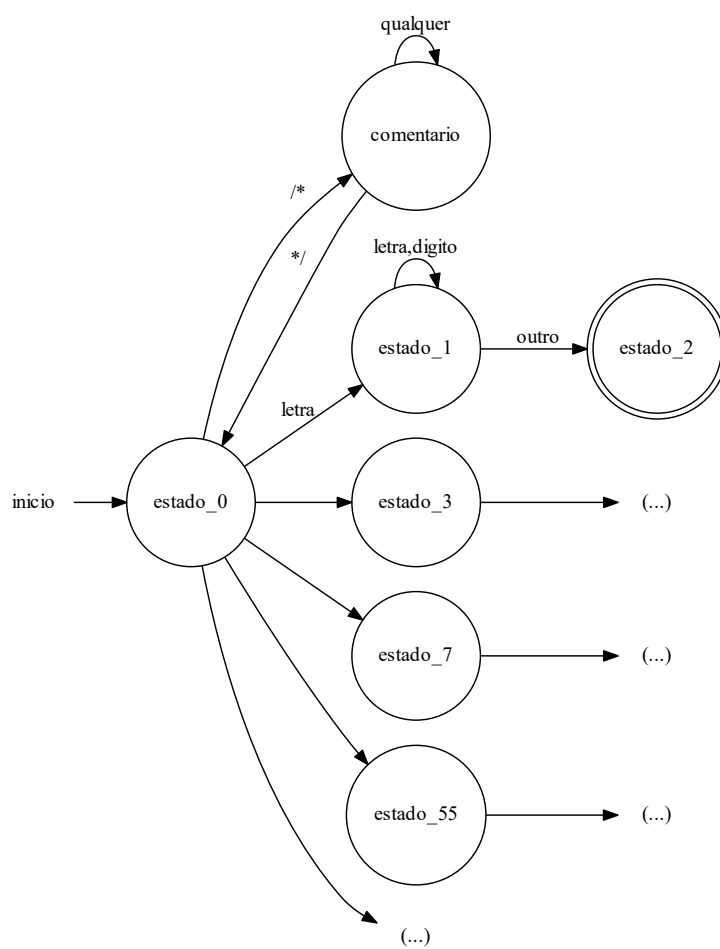 qualquer
comentario
/*
*/
letra,digito
estado_1
outro
estado_2
letra
inicio
estado_0
estado_3
(...)
estado_7
(...)
estado_55
(...)
(...)